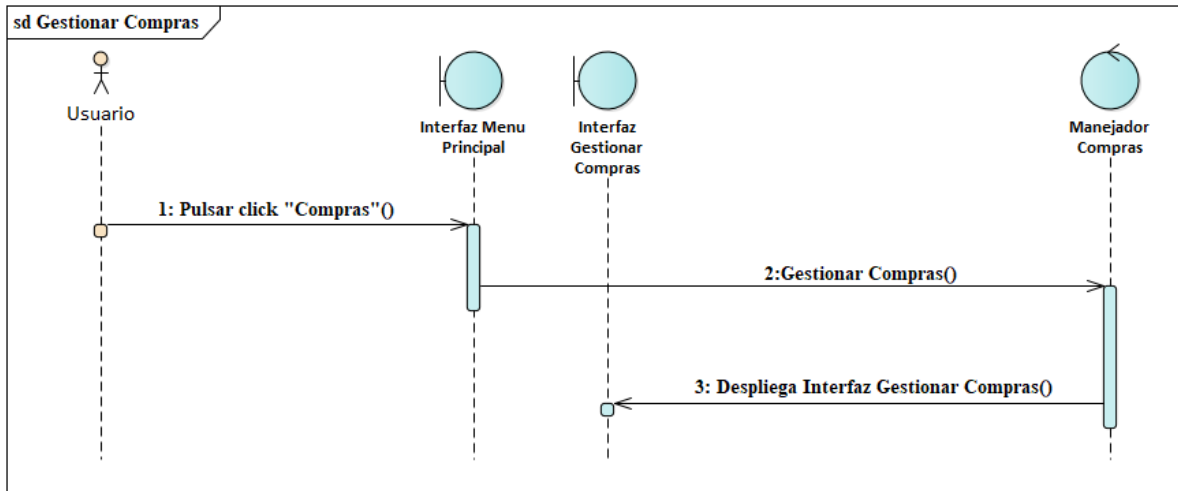 sd Gestionar Compras
Usuario
Interfaz Menu
Principal
Interfaz
Gestionar
Compras
Manejador
Compras
1: Pulsar click "Compras"()
2:Gestionar Compras()
3: Despliega Interfaz Gestionar Compras()